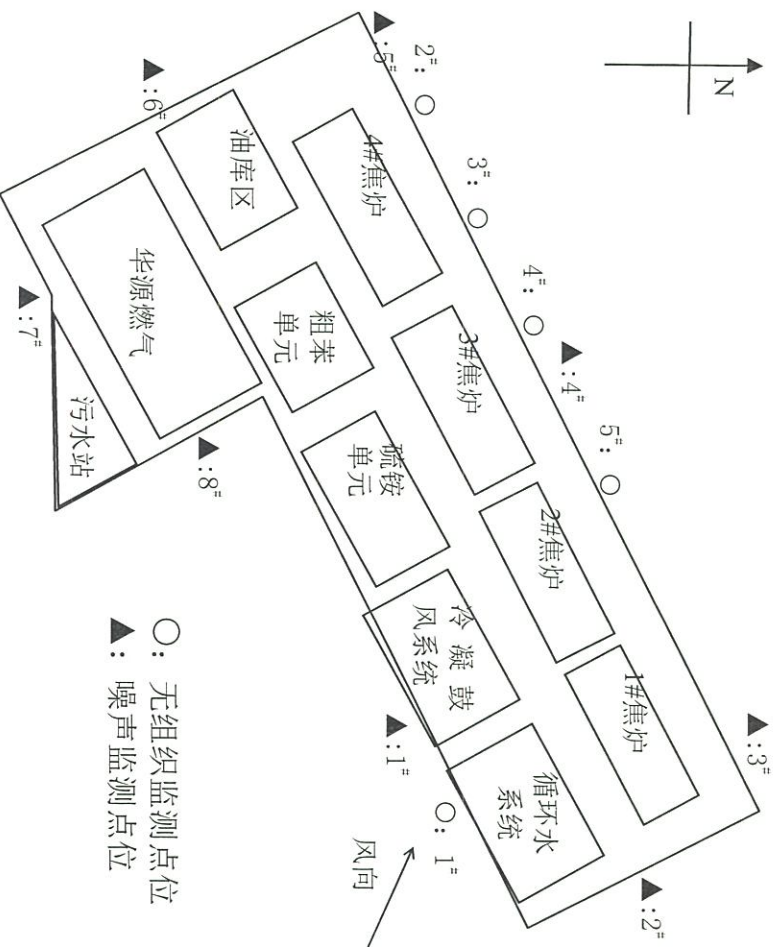 N
▲:5#
2#: ○
▲:6#
3#: ○
4#: ○
▲:4#
5#: ○
▲:3#
4#焦炉
3#焦炉
2#焦炉
1#焦炉
油库区
粗苯
单元
硫铵
单元
冷凝鼓
风系统
循环水
系统
华源燃气
污水站
▲:7#
▲:8#
▲:1#
○: 1#
▲:2#
风向
○: 无组织监测点位
▲: 噪声监测点位